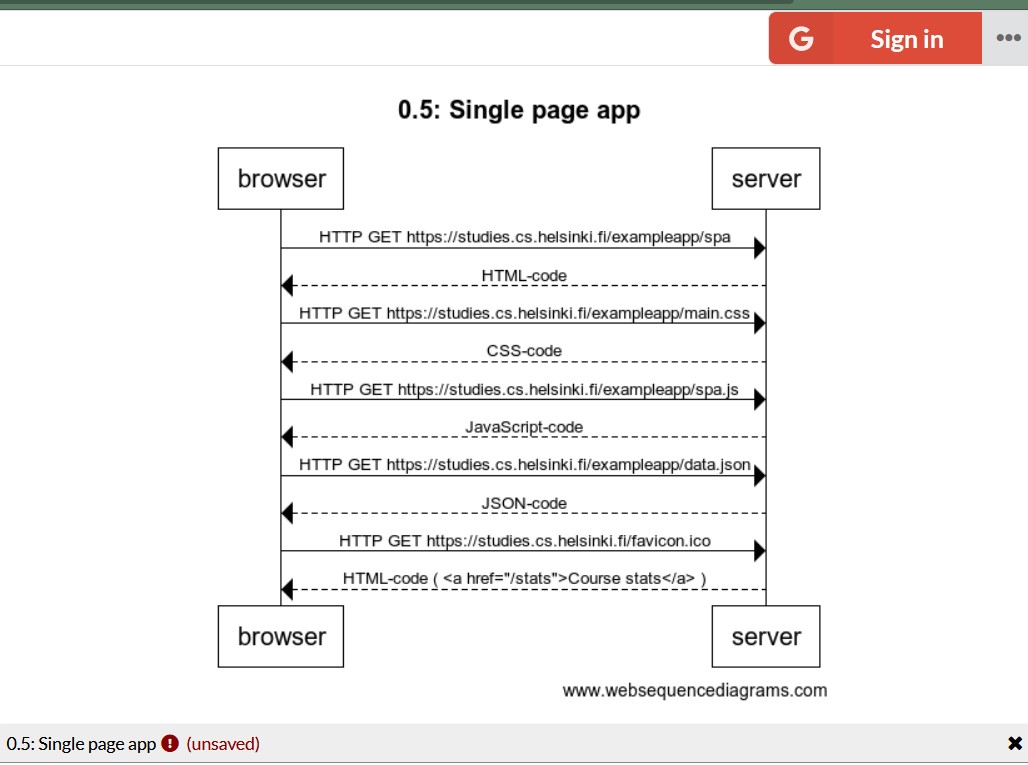 G Sign in
0.5: Single page app
browser server
HTTP GET https://studies.cs.helsinki.fi/exampleapp/spa
HTML-code
HTTP GET https://studies.cs.helsinki.fi/exampleapp/main.css
CSS-code
HTTP GET https://studies.cs.helsinki.fi/exampleapp/spa.js
JavaScript-code
HTTP GET https://studies.cs.helsinki.fi/exampleapp/data.json
JSON-code
HTTP GET https://studies.cs.helsinki.fi/favicon.ico
HTML-code ( <a href="/stats">Course stats</a> )
browser server
www.websequencediagrams.com
0.5: Single page app ! (unsaved)